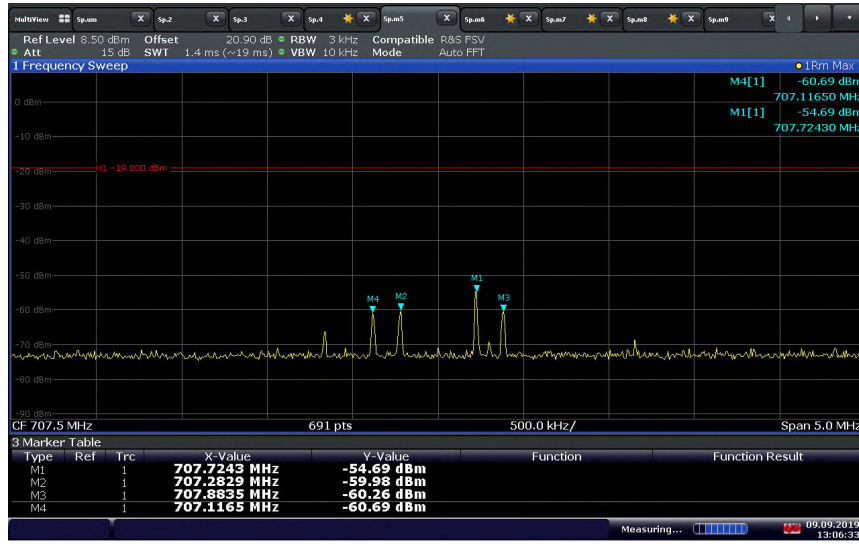 MultiView Sp.um X Sp.2 X Sp.3 X Sp.4 X Sp.m5 X Sp.m6 X Sp.m7 X Sp.m8 X Sp.m9 X
Ref Level 8.50 dBm Offset 20.90 dB RBW 3 kHz Compatible R&S FSV
Att 15 dB SWT 1.4 ms (~19 ms) VBW 10 kHz Mode Auto FFT
1 Frequency Sweep 1Rm Max
M4[1] -60.69 dBm
707.11650 MHz
M1[1] -54.69 dBm
707.72430 MHz
0 dBm
-10 dBm
H1 -19.000 dBm
-20 dBm
-30 dBm
-40 dBm
-50 dBm
M1
M4 M2 M3
-60 dBm
-70 dBm
-80 dBm
-90 dBm
CF 707.5 MHz 691 pts 500.0 kHz/ Span 5.0 MHz
3 Marker Table
Type Ref Trc X-Value Y-Value Function Function Result
M1 1 707.7243 MHz -54.69 dBm
M2 1 707.2829 MHz -59.98 dBm
M3 1 707.8835 MHz -60.26 dBm
M4 1 707.1165 MHz -60.69 dBm
Measuring... 09.09.2019
13:06:33